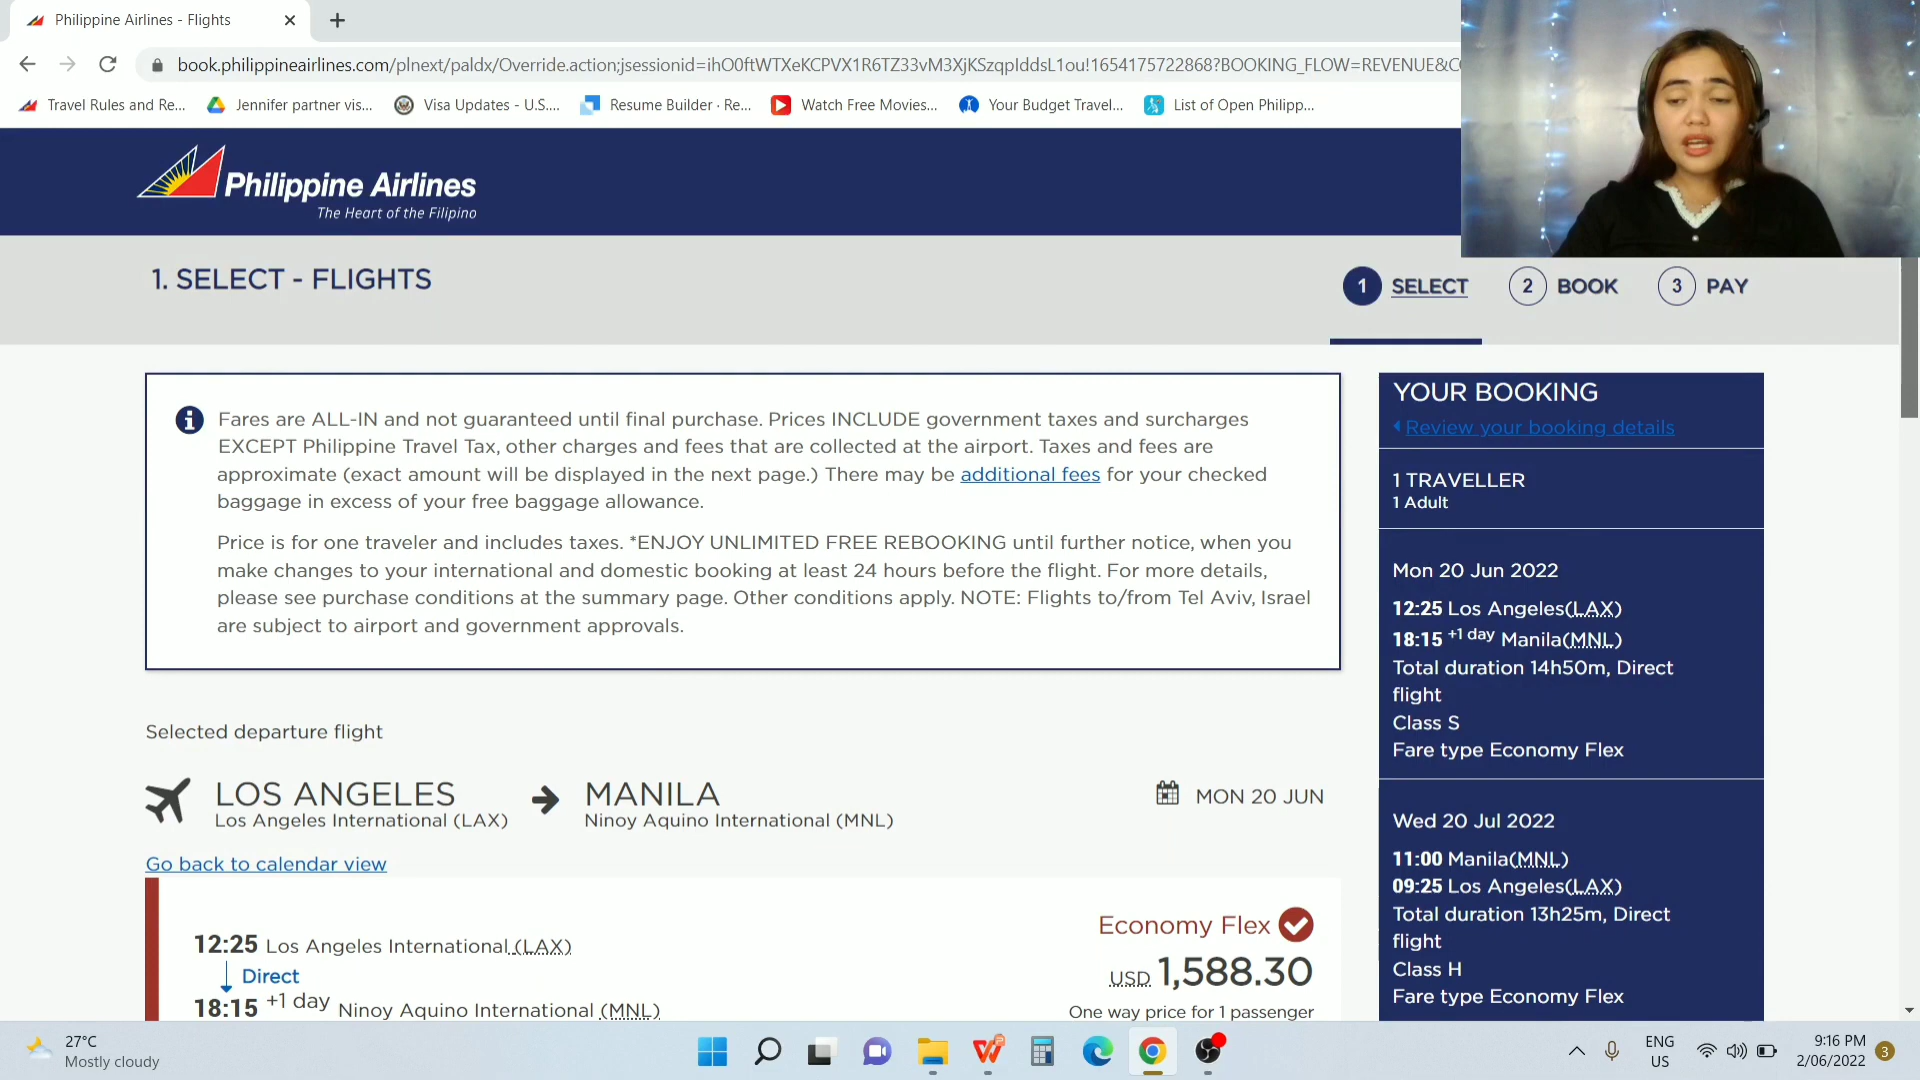 Philippine Airlines - Flights
book.philippineairlines.com/plnext/paldx/Override.action;jsessionid=ihO0ftWTXeKCPVX1R6TZ33vM3XjKSzqpIddsL1ou!1654175722868?BOOKING_FLOW=REVENUE&C
Travel Rules and Re...
Jennifer partner vis...
Visa Updates - U.S....
Resume Builder · Re...
Watch Free Movies...
Your Budget Travel...
List of Open Philipp...
Philippine Airlines
The Heart of the Filipino
1. SELECT - FLIGHTS
1 SELECT
2 BOOK
3 PAY
Fares are ALL-IN and not guaranteed until final purchase. Prices INCLUDE government taxes and surcharges
EXCEPT Philippine Travel Tax, other charges and fees that are collected at the airport. Taxes and fees are
approximate (exact amount will be displayed in the next page.) There may be additional fees for your checked
baggage in excess of your free baggage allowance.
Price is for one traveler and includes taxes. *ENJOY UNLIMITED FREE REBOOKING until further notice, when you
make changes to your international and domestic booking at least 24 hours before the flight. For more details,
please see purchase conditions at the summary page. Other conditions apply. NOTE: Flights to/from Tel Aviv, Israel
are subject to airport and government approvals.
Selected departure flight
LOS ANGELES
Los Angeles International (LAX)
MANILA
Ninoy Aquino International (MNL)
MON 20 JUN
Go back to calendar view
12:25 Los Angeles International (LAX)
Direct
18:15 +1 day Ninoy Aquino International (MNL)
Economy Flex
USD 1,588.30
One way price for 1 passenger
YOUR BOOKING
Review your booking details
1 TRAVELLER
1 Adult
Mon 20 Jun 2022
12:25 Los Angeles(LAX)
18:15 +1 day Manila(MNL)
Total duration 14h50m, Direct
flight
Class S
Fare type Economy Flex
Wed 20 Jul 2022
11:00 Manila(MNL)
09:25 Los Angeles(LAX)
Total duration 13h25m, Direct
flight
Class H
Fare type Economy Flex
27°C
Mostly cloudy
ENG
US
9:16 PM
2/06/2022
3